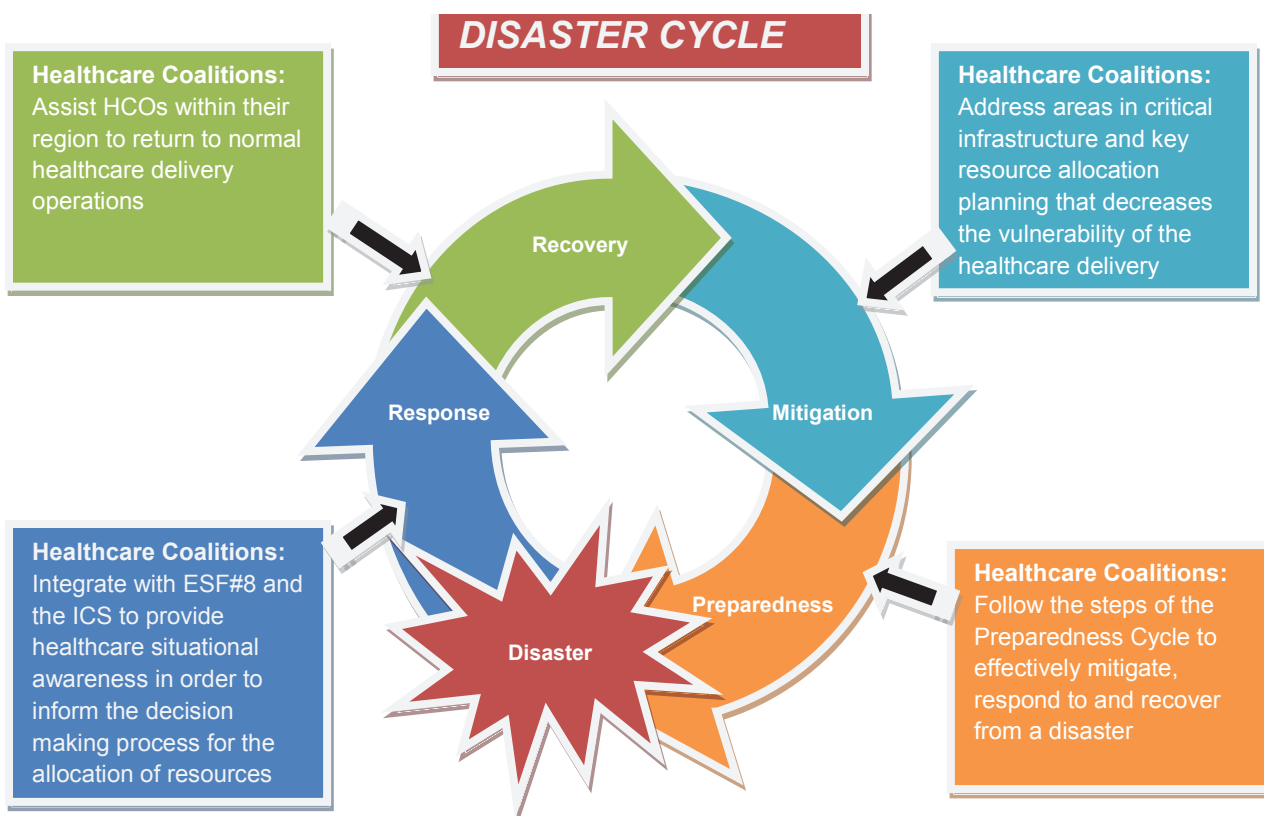 DISASTER CYCLE
Healthcare Coalitions:
Assist HCOs within their
region to return to normal
healthcare delivery
operations
Healthcare Coalitions:
Address areas in critical
infrastructure and key
resource allocation
planning that decreases
the vulnerability of the
healthcare delivery
Recovery
Response
Mitigation
Healthcare Coalitions:
Integrate with ESF#8 and
the ICS to provide
healthcare situational
awareness in order to
inform the decision
making process for the
allocation of resources
Disaster
Preparedness
Healthcare Coalitions:
Follow the steps of the
Preparedness Cycle to
effectively mitigate,
respond to and recover
from a disaster